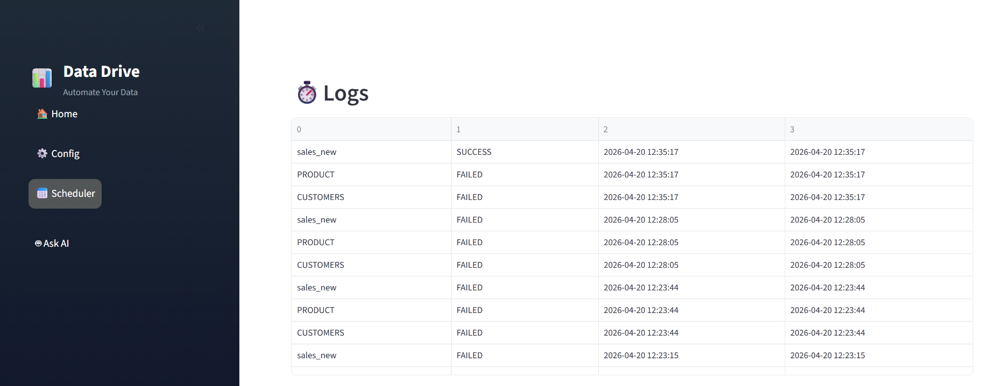 Data Drive
Automate Your Data
Home
Config
Scheduler
Ask AI
Logs
0 1 2 3
sales_new SUCCESS 2026-04-20 12:35:17 2026-04-20 12:35:17
PRODUCT FAILED 2026-04-20 12:35:17 2026-04-20 12:35:17
CUSTOMERS FAILED 2026-04-20 12:35:17 2026-04-20 12:35:17
sales_new FAILED 2026-04-20 12:28:05 2026-04-20 12:28:05
PRODUCT FAILED 2026-04-20 12:28:05 2026-04-20 12:28:05
CUSTOMERS FAILED 2026-04-20 12:28:05 2026-04-20 12:28:05
sales_new FAILED 2026-04-20 12:23:44 2026-04-20 12:23:44
PRODUCT FAILED 2026-04-20 12:23:44 2026-04-20 12:23:44
CUSTOMERS FAILED 2026-04-20 12:23:44 2026-04-20 12:23:44
sales_new FAILED 2026-04-20 12:23:15 2026-04-20 12:23:15